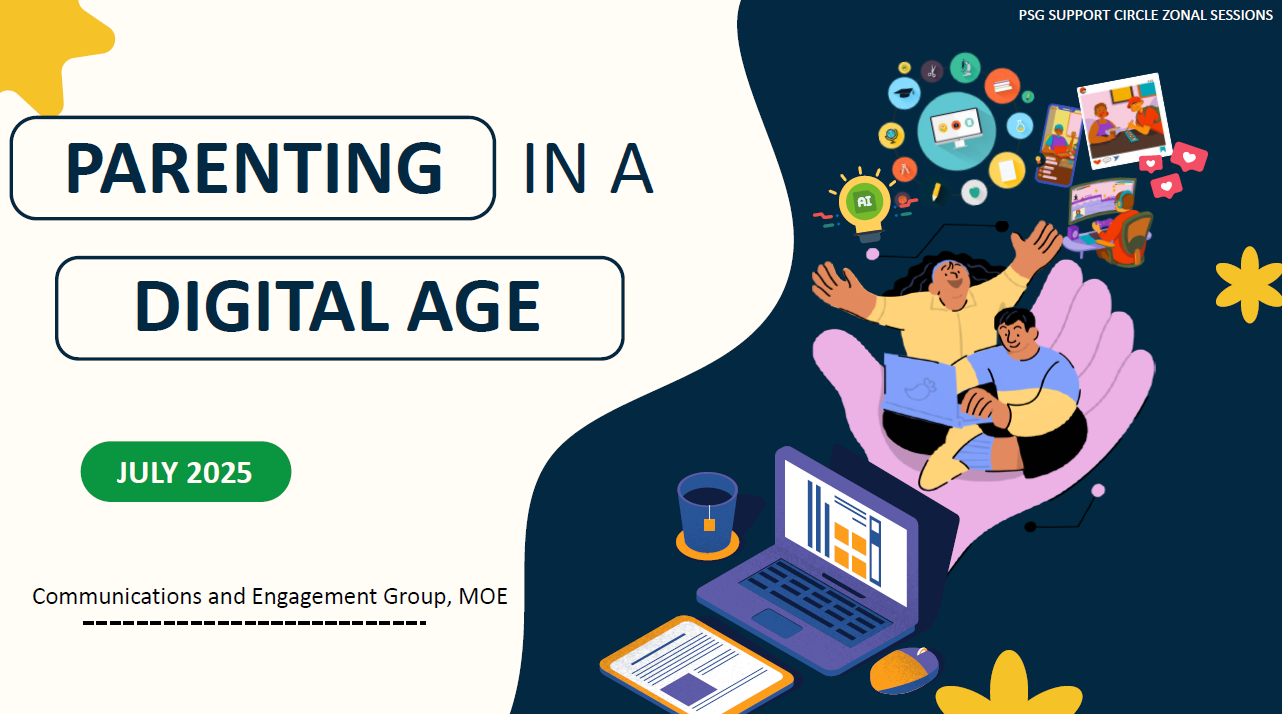 PSG SUPPORT CIRCLE ZONAL SESSIONS
PARENTING IN A
DIGITAL AGE
AI
JULY 2025
Communications and Engagement Group, MOE